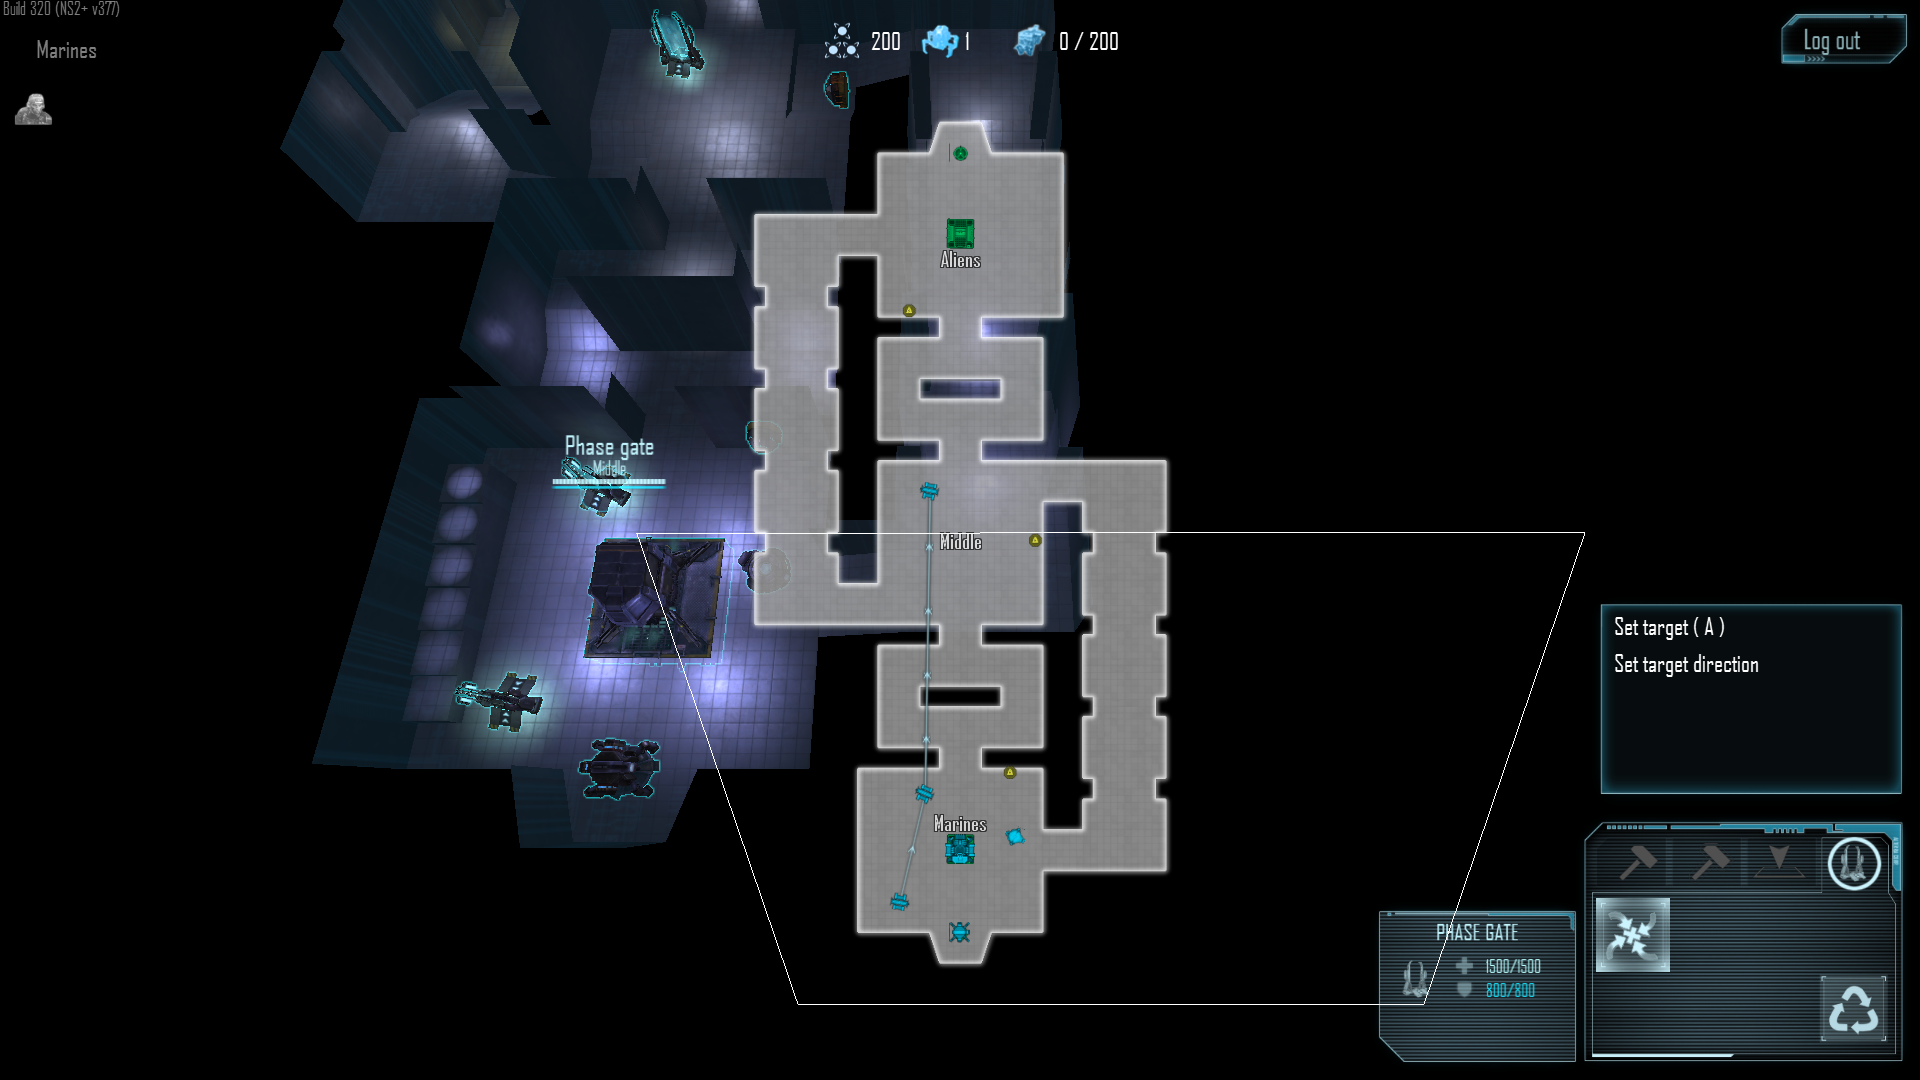 Build 320 (NS2+ v377)
Marines
200
1
0 / 200
Log out
Aliens
Phase gate
Middle
Middle
Marines
Set target ( A )
Set target direction
PHASE GATE
1500/1500
800/800